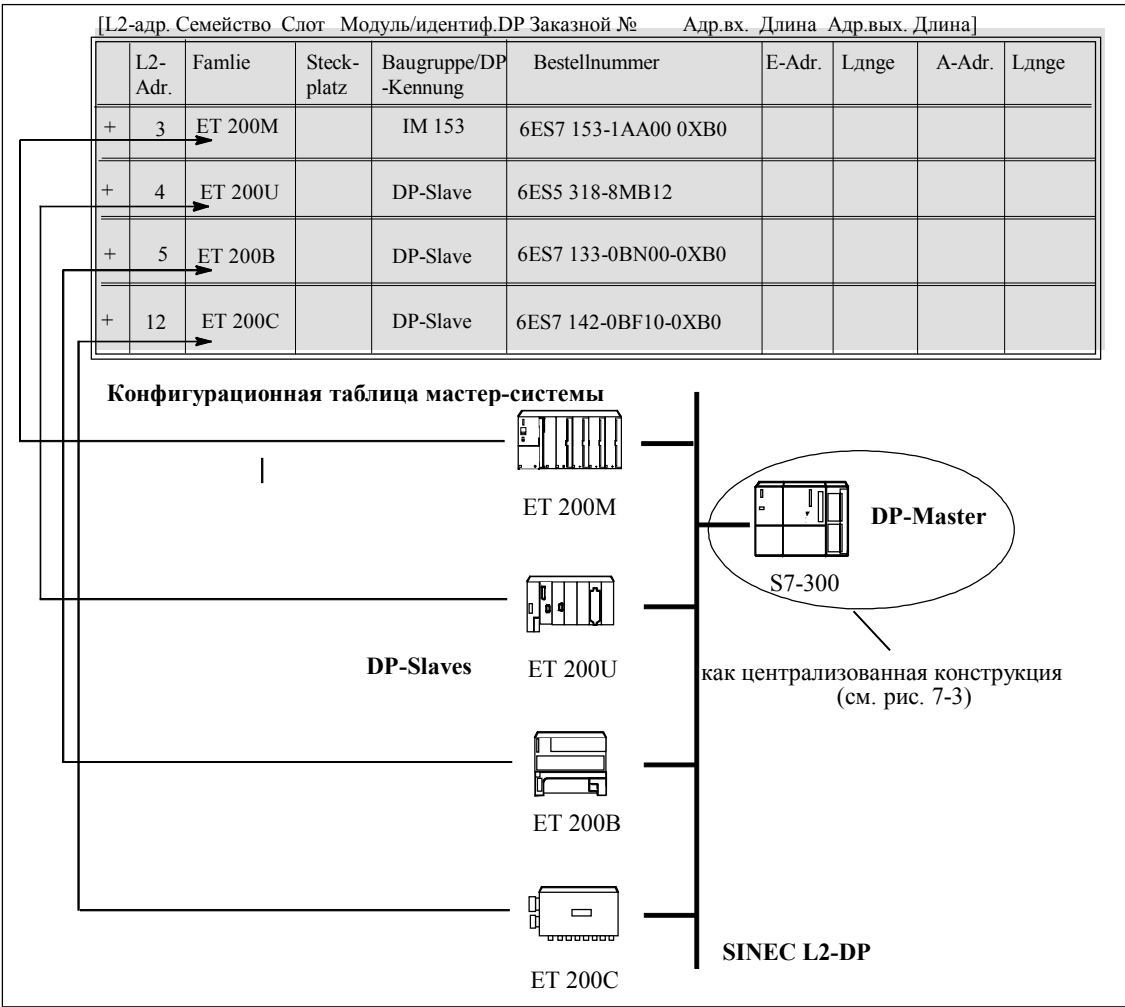 [L2-адр. Семейство Слот Модуль/идентиф.DP Заказной № Адр.вх. Длина Адр.вых. Длина]
L2-Adr. Famlie Steck-platz Baugruppe/DP-Kennung Bestellnummer E-Adr. Lдnge A-Adr. Lдnge
+ 3 ET 200M IM 153 6ES7 153-1AA00 0XB0
+ 4 ET 200U DP-Slave 6ES5 318-8MB12
+ 5 ET 200B DP-Slave 6ES7 133-0BN00-0XB0
+ 12 ET 200C DP-Slave 6ES7 142-0BF10-0XB0
Конфигурационная таблица мастер-системы
ET 200M
DP-Master
S7-300
DP-Slaves
ET 200U
как централизованная конструкция
(см. рис. 7-3)
ET 200B
SINEC L2-DP
ET 200C